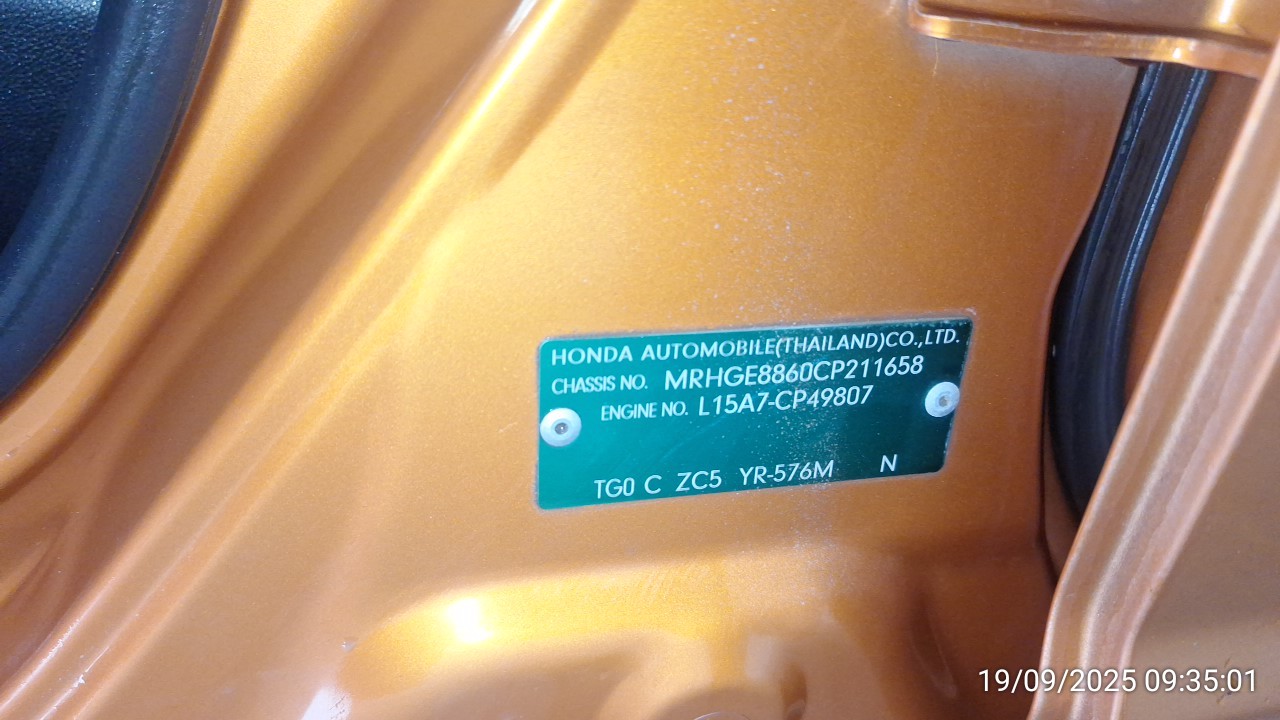 HONDA AUTOMOBILE(THAILAND)CO.,LTD.
CHASSIS NO. MRHGE8860CP211658
ENGINE NO. L15A7-CP49807
TG0 C ZC5 YR-576M N
19/09/2025 09:35:01